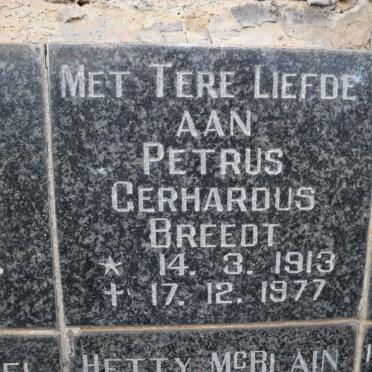 MET TERE LIEFDE
AAN
PETRUS
GERHARDUS
BREEDT
* 14. 3. 1913
+ 17. 12. 1977
HETTY MCBLAIN